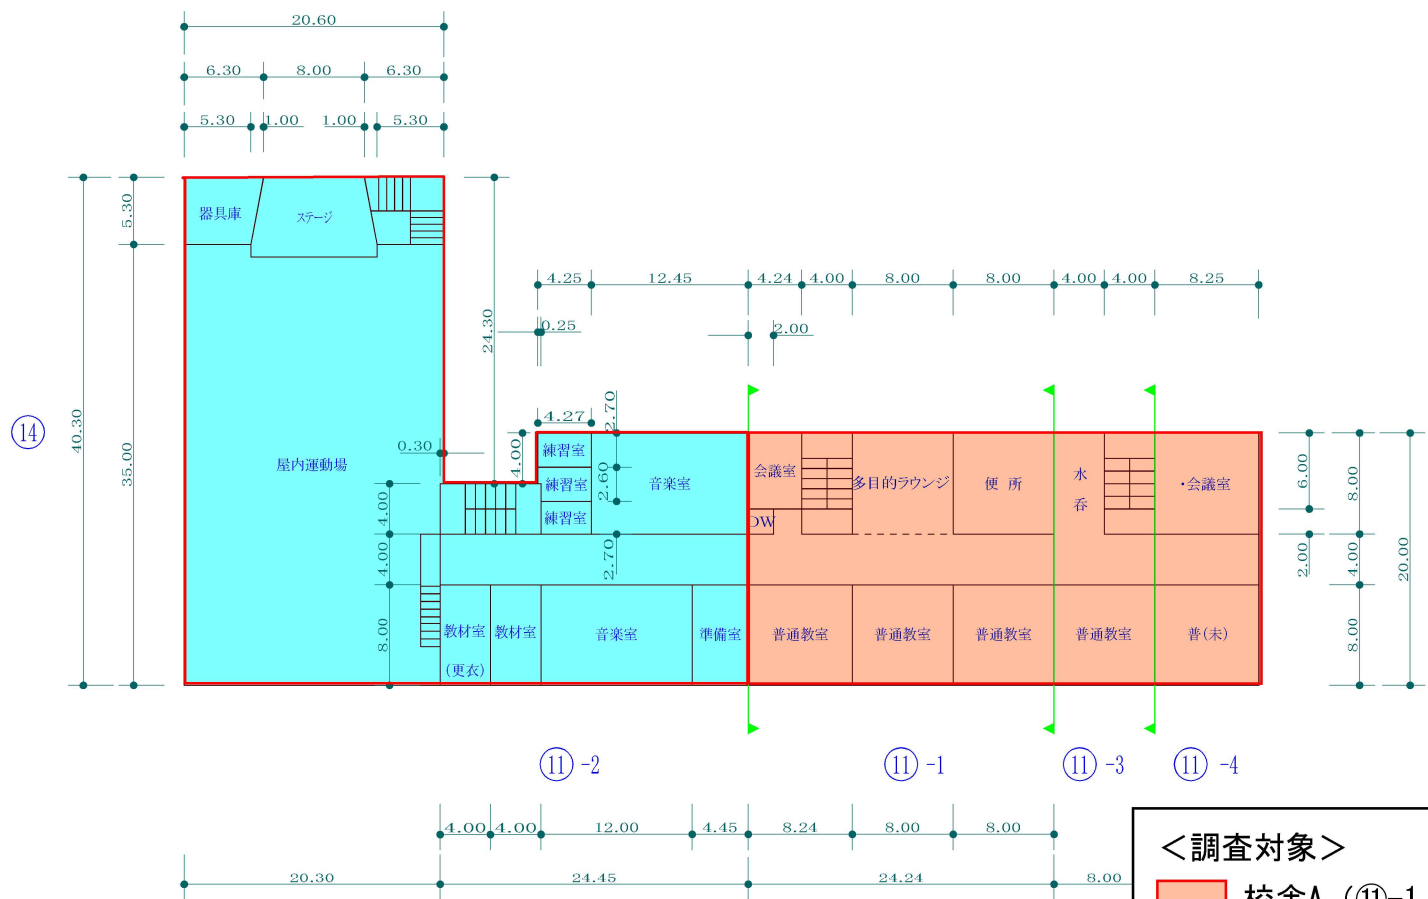 20.60
6.30 8.00 6.30
5.30 1.00 1.00 5.30
5.30
器具庫 ステージ
24.30
4.25 12.45 4.24 4.00 8.00 8.00 4.00 4.00 8.25
0.25 2.00
4.27 2.70
⑭ 40.30 35.00
屋内運動場
0.30 4.00
練習室
練習室 2.60 音楽室
練習室
会議室 多目的ラウンジ 便 所 水呑 ・会議室
DW
6.00 8.00
4.00
4.00 2.70 2.00 4.00 20.00
8.00 8.00
教材室 教材室 音楽室 準備室 普通教室 普通教室 普通教室 普通教室 普(未)
(更衣)
⑪-2 ⑪-1 ⑪-3 ⑪-4
4.00 4.00 12.00 4.45 8.24 8.00 8.00
20.30 24.45 24.24 8.00
＜調査対象＞
校舎A (⑪-1